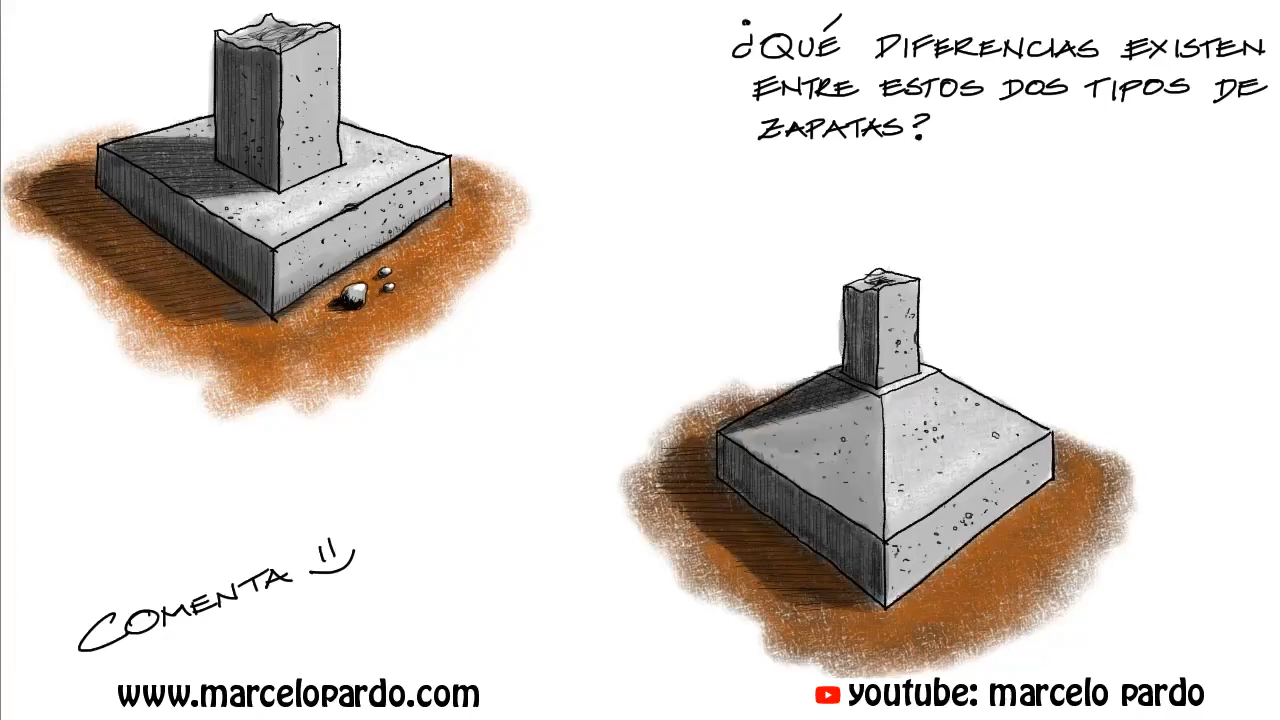 ¿QUÉ DIFERENCIAS EXISTEN
ENTRE ESTOS DOS TIPOS DE
ZAPATAS?
COMENTA
www.marcelopardo.com
youtube: marcelo pardo